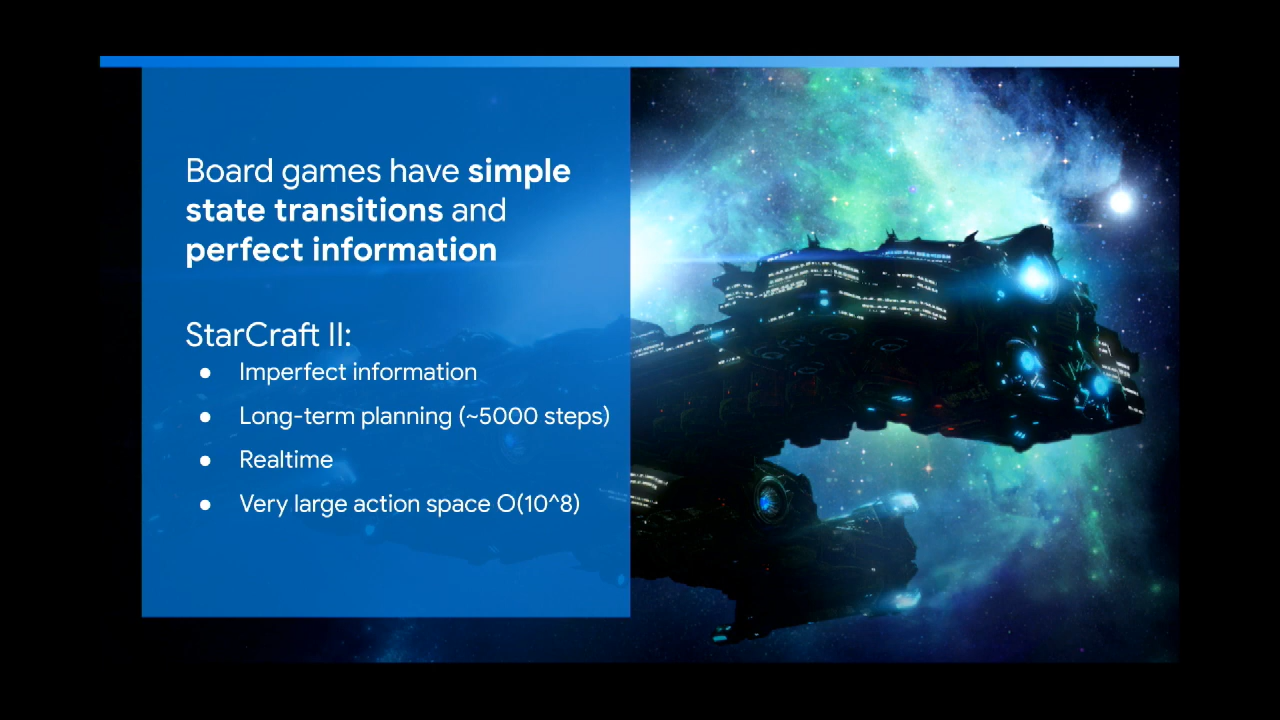 Board games have simple
state transitions and
perfect information
StarCraft II:
● Imperfect information
● Long-term planning (~5000 steps)
● Realtime
● Very large action space O(10^8)